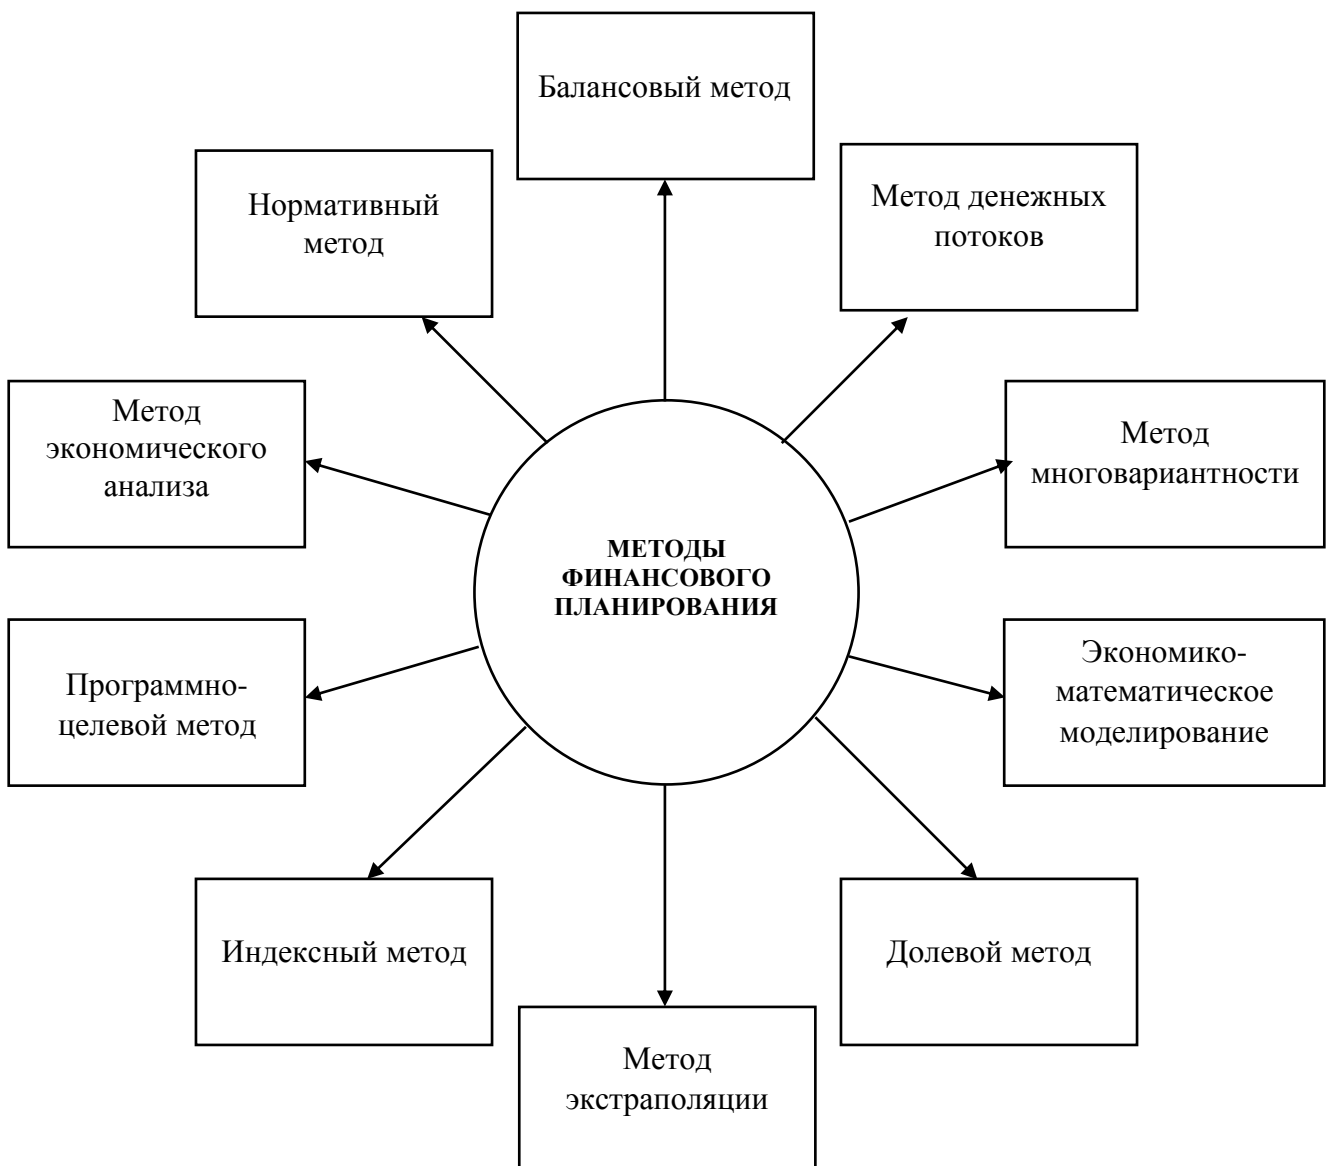 Балансовый метод
Нормативный
метод
Метод денежных
потоков
Метод
экономического
анализа
Метод
многовариантности
МЕТОДЫ
ФИНАНСОВОГО
ПЛАНИРОВАНИЯ
Программно-
целевой метод
Экономико-
математическое
моделирование
Индексный метод
Долевой метод
Метод
экстраполяции